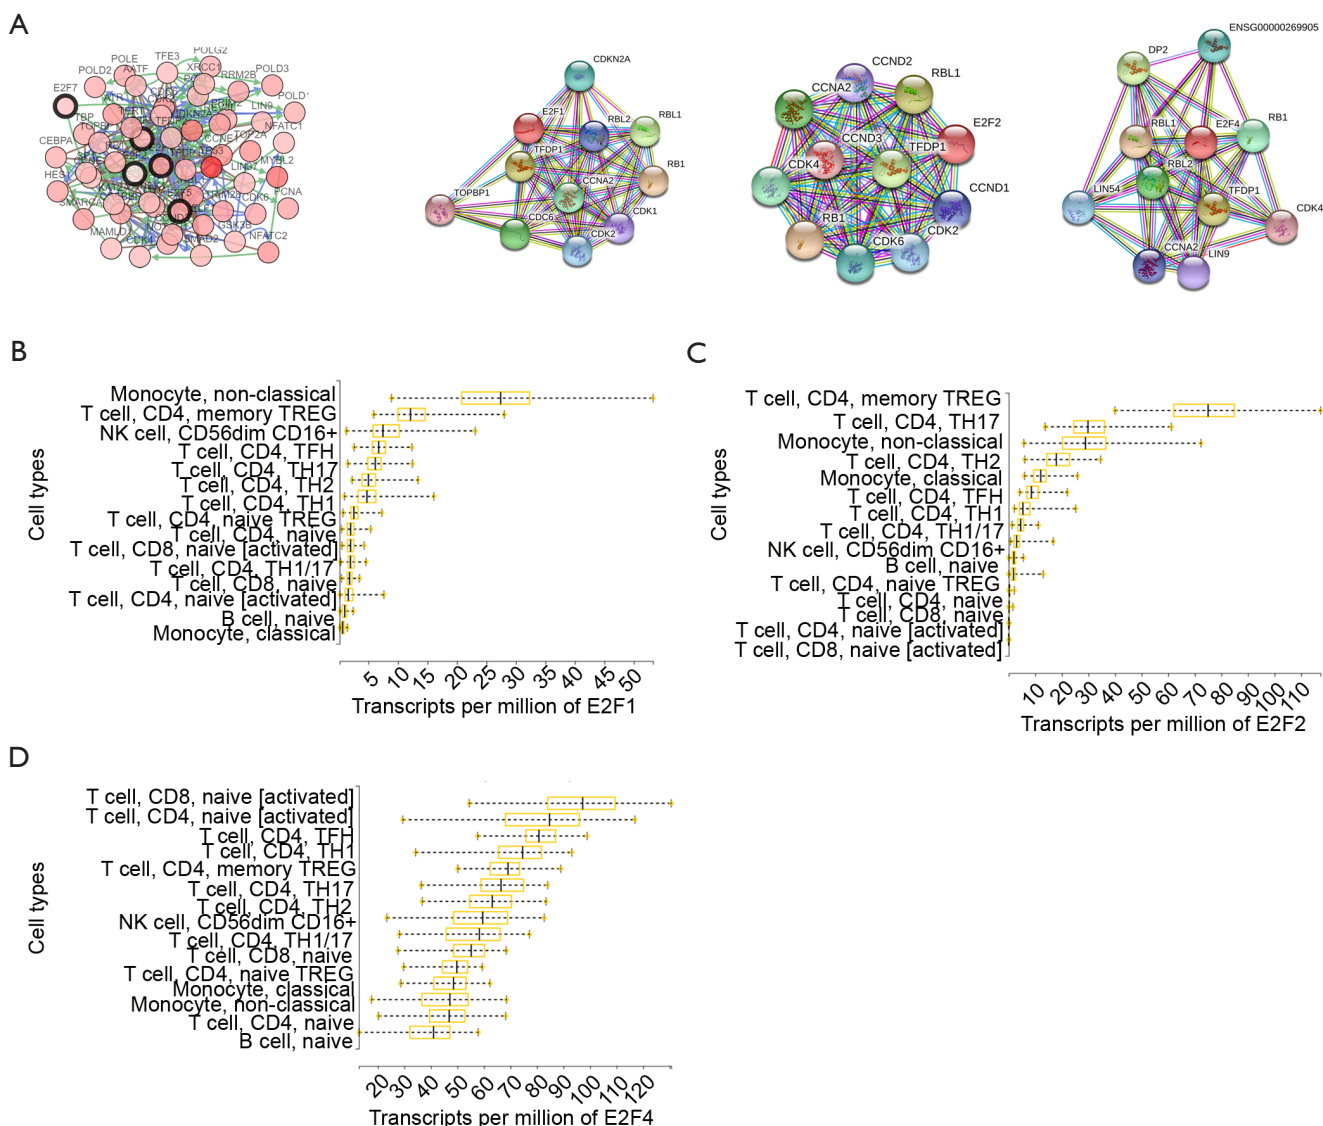 A
POLG2
TFE3
POLE
AATF
XRCC1
POLD2
POLD3
RRM2B
E2F7
LIN9
NFATC1
TOP2A
CEBPA
MYBL2
HES1
PCNA
CDK6
MAMLD1
GSK3B
CDK4
SMAD2
NFATC2
CDKN2A
E2F1
RBL2
RBL1
TFDP1
RB1
CCNA2
TOPBP1
CDC6
CDK1
CDK2
CCND2
RBL1
CCNA2
E2F2
CCND3
TFDP1
CDK4
CCND1
RB1
CDK2
CDK6
ENSG00000269905
DP2
RBL1
E2F4
RB1
RBL2
LIN54
TFDP1
CDK4
CCNA2
LIN9
B
Cell types
Monocyte, non-classical
T cell, CD4, memory TREG
NK cell, CD56dim CD16+
T cell, CD4, TFH
T cell, CD4, TH17
T cell, CD4, TH2
T cell, CD4, TH1
T cell, CD4, naive TREG
T cell, CD4, naive
T cell, CD8, naive [activated]
T cell, CD4, TH1/17
T cell, CD8, naive
T cell, CD4, naive [activated]
B cell, naive
Monocyte, classical
5 10 15 20 25 30 35 40 45 50
Transcripts per million of E2F1
C
Cell types
T cell, CD4, memory TREG
T cell, CD4, TH17
Monocyte, non-classical
T cell, CD4, TH2
Monocyte, classical
T cell, CD4, TFH
T cell, CD4, TH1
T cell, CD4, TH1/17
NK cell, CD56dim CD16+
B cell, naive
T cell, CD4, naive TREG
T cell, CD4, naive
T cell, CD8, naive
T cell, CD4, naive [activated]
T cell, CD8, naive [activated]
10 20 30 40 50 60 70 80 90 100 110
Transcripts per million of E2F2
D
Cell types
T cell, CD8, naive [activated]
T cell, CD4, naive [activated]
T cell, CD4, TFH
T cell, CD4, TH1
T cell, CD4, memory TREG
T cell, CD4, TH17
T cell, CD4, TH2
NK cell, CD56dim CD16+
T cell, CD4, TH1/17
T cell, CD8, naive
T cell, CD4, naive TREG
Monocyte, classical
Monocyte, non-classical
T cell, CD4, naive
B cell, naive
20 30 40 50 60 70 80 90 100 110 120
Transcripts per million of E2F4